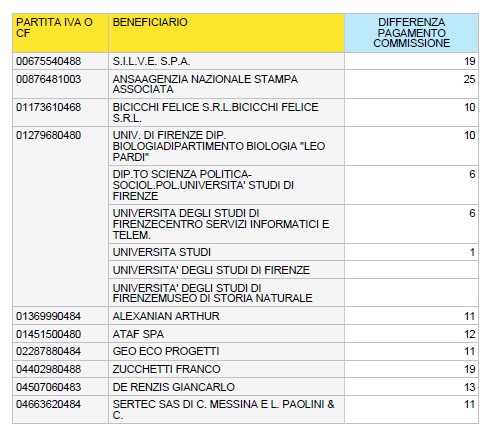 PARTITA IVA O
CF
BENEFICIARIO
DIFFERENZA
PAGAMENTO
COMMISSIONE
00675540488 S.I.L.V.E. S.P.A. 19
00876481003 ANSAAGENZIA NAZIONALE STAMPA 25
ASSOCIATA
01173610468 BICICCHI FELICE S.R.L.BICICCHI FELICE 10
S.R.L.
01279680480 UNIV. DI FIRENZE DIP. 10
BIOLOGIADIPARTIMENTO BIOLOGIA "LEO
PARDI"
DIP.TO SCIENZA POLITICA- 6
SOCIOL.POL.UNIVERSITA' STUDI DI
FIRENZE
UNIVERSITA DEGLI STUDI DI 6
FIRENZECENTRO SERVIZI INFORMATICI E
TELEM.
UNIVERSITA STUDI 1
UNIVERSITA' DEGLI STUDI DI FIRENZE
UNIVERSITA' DEGLI STUDI DI
FIRENZEMUSEO DI STORIA NATURALE
01369990484 ALEXANIAN ARTHUR 11
01451500480 ATAF SPA 12
02287880484 GEO ECO PROGETTI 11
04402980488 ZUCCHETTI FRANCO 19
04507060483 DE RENZIS GIANCARLO 13
04663620484 SERTEC SAS DI C. MESSINA E L. PAOLINI & 11
C.